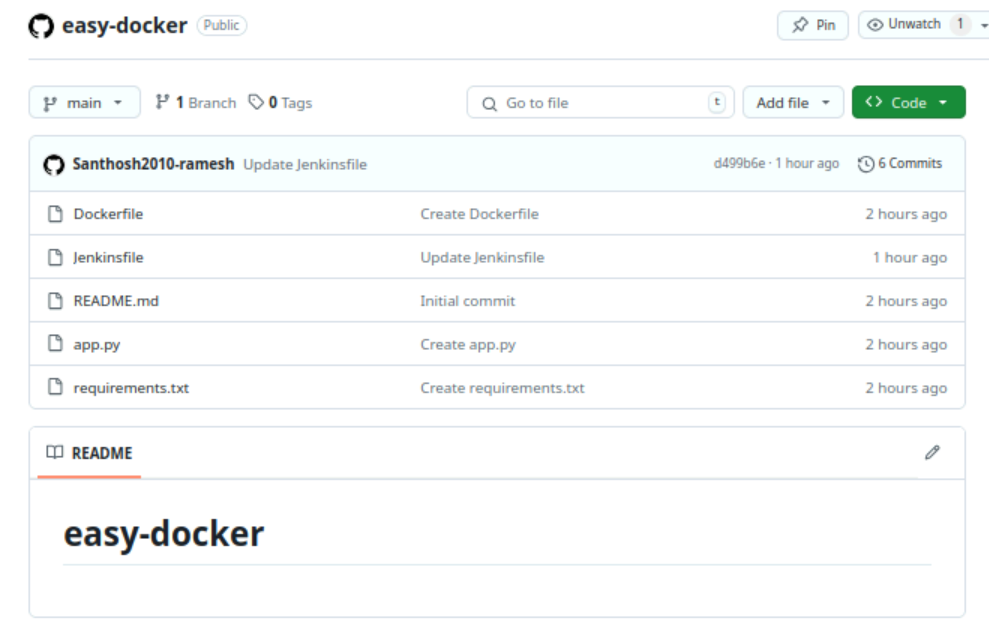 easy-docker Public Pin Unwatch 1
main 1 Branch 0 Tags Go to file t Add file Code
Santhosh2010-ramesh Update Jenkinsfile d499b6e · 1 hour ago 6 Commits
Dockerfile Create Dockerfile 2 hours ago
Jenkinsfile Update Jenkinsfile 1 hour ago
README.md Initial commit 2 hours ago
app.py Create app.py 2 hours ago
requirements.txt Create requirements.txt 2 hours ago
README
easy-docker